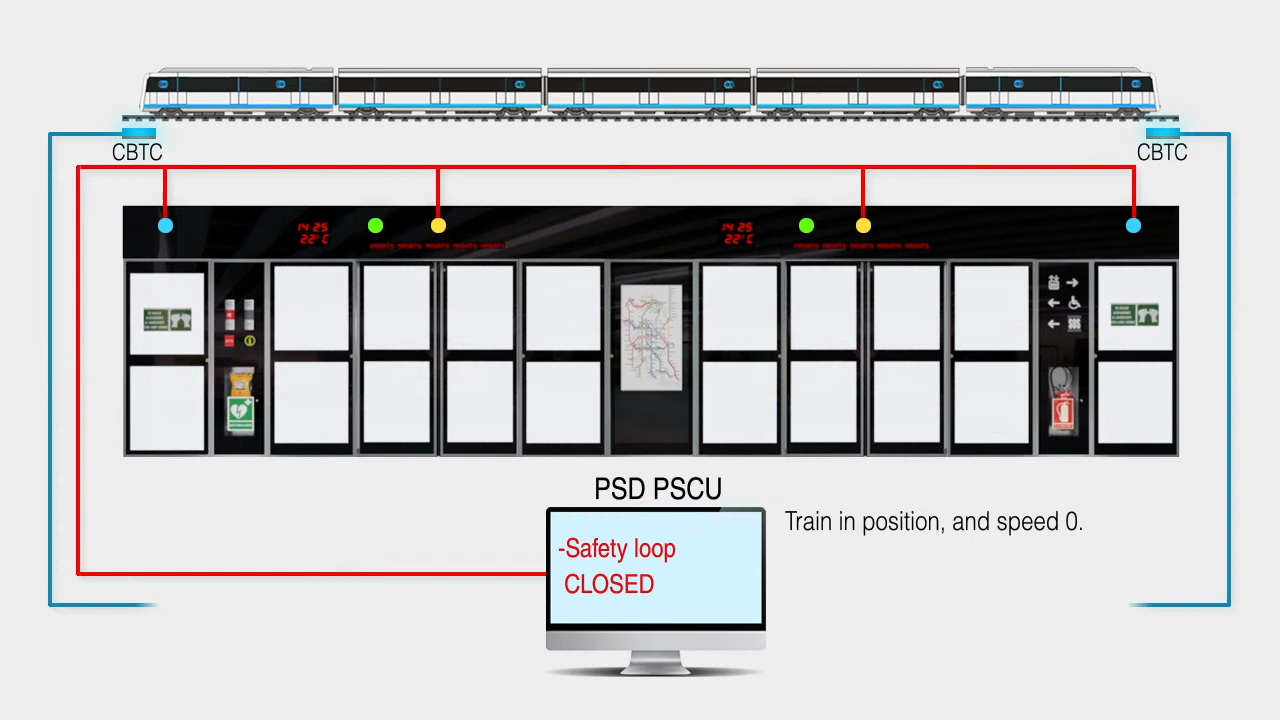 CBTC
CBTC
14 25
22°C
14 25
22°C
SOS
PSD PSCU
Train in position, and speed 0.
-Safety loop
CLOSED